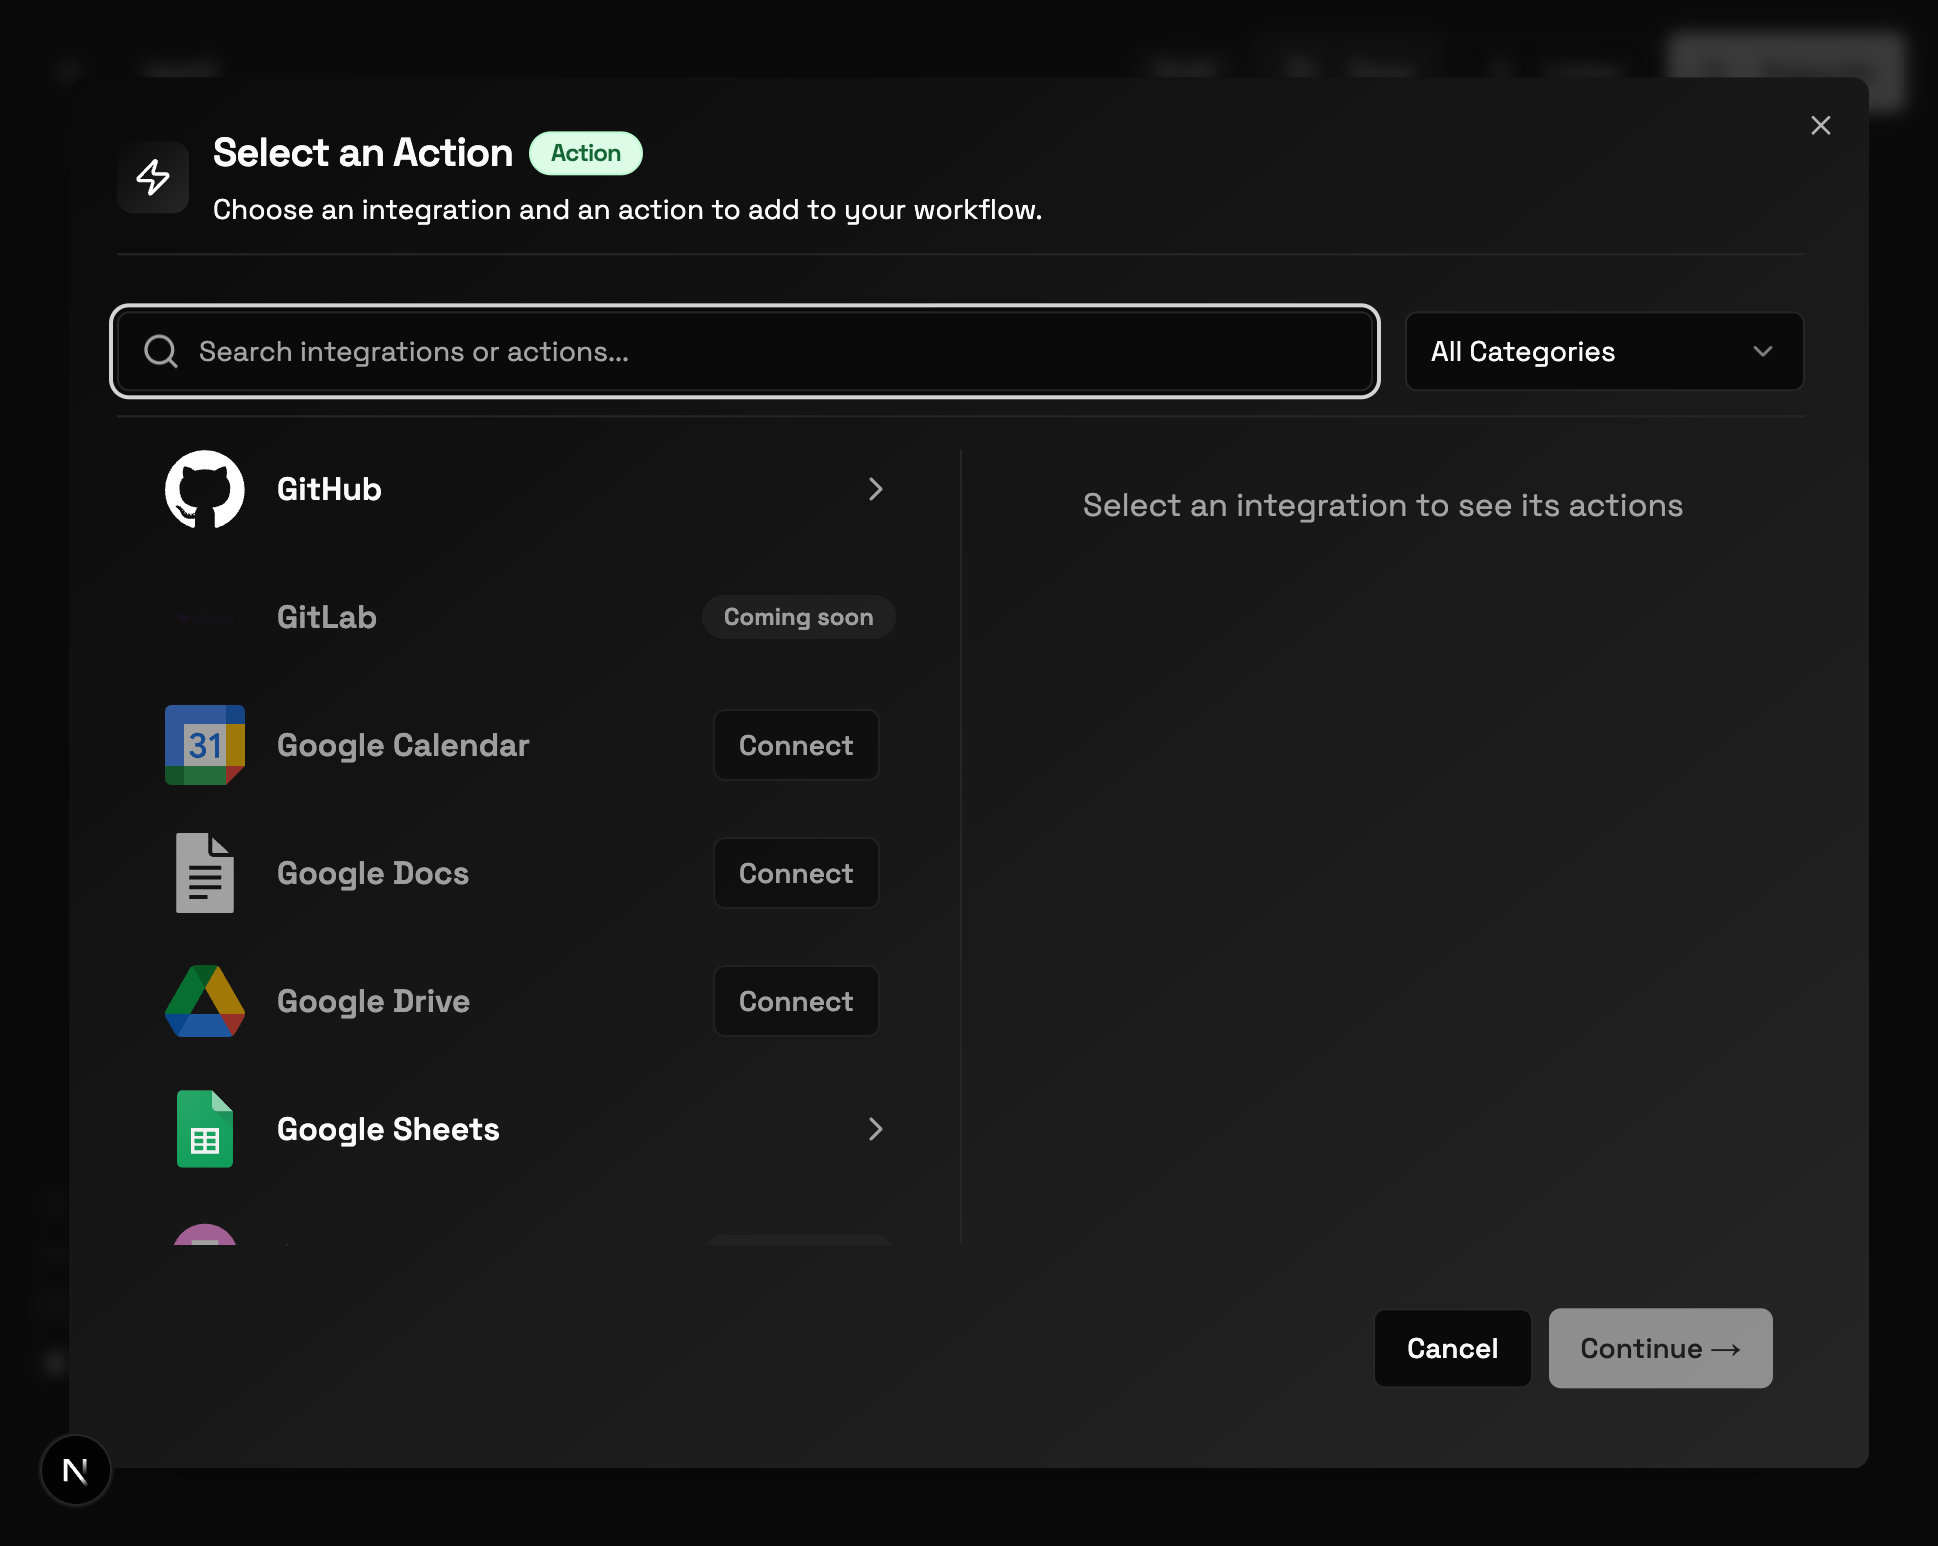 Select an Action
Action
Choose an integration and an action to add to your workflow.
Search integrations or actions...
All Categories
GitHub
Select an integration to see its actions
GitLab
Coming soon
31
Google Calendar
Connect
Google Docs
Connect
Google Drive
Connect
Google Sheets
Cancel
Continue →
N